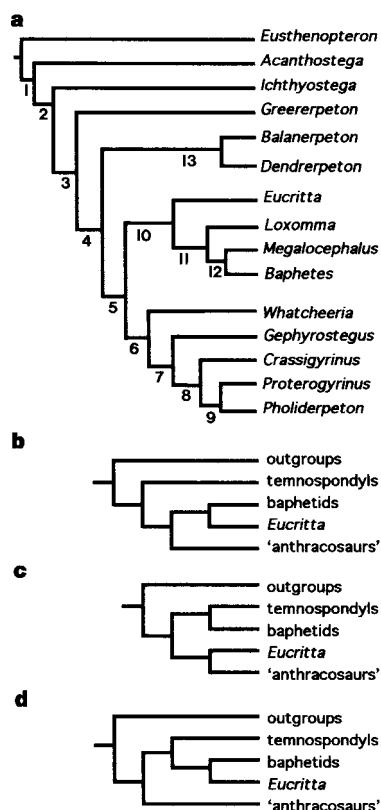 a
Eusthenopteron
Acanthostega
1
Ichthyostega
2
Greererpeton
Balanerpeton
13
Dendrerpeton
3
Eucritta
4
10
Loxomma
11
Megalocephalus
12
Baphetes
5
Whatcheeria
6
Gephyrostegus
7
Crassigyrinus
8
Proterogyrinus
9
Pholiderpeton
b
outgroups
temnospondyls
baphetids
Eucritta
'anthracosaurs'
c
outgroups
temnospondyls
baphetids
Eucritta
'anthracosaurs'
d
outgroups
temnospondyls
baphetids
Eucritta
'anthracosaurs'